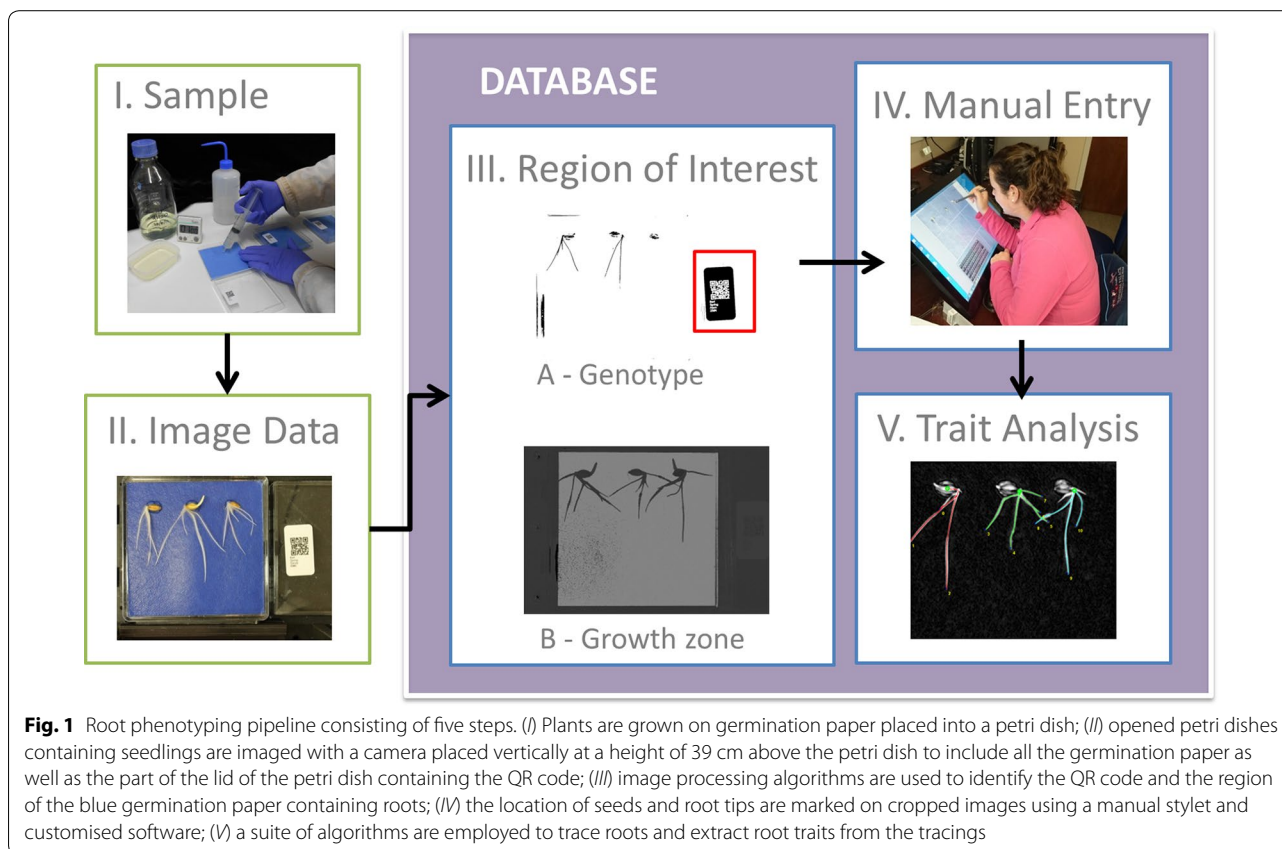 I. Sample
DATABASE
II. Image Data
III. Region of Interest
A - Genotype
B - Growth zone
IV. Manual Entry
V. Trait Analysis
Fig. 1 Root phenotyping pipeline consisting of five steps. (I) Plants are grown on germination paper placed into a petri dish; (II) opened petri dishes
containing seedlings are imaged with a camera placed vertically at a height of 39 cm above the petri dish to include all the germination paper as
well as the part of the lid of the petri dish containing the QR code; (III) image processing algorithms are used to identify the QR code and the region
of the blue germination paper containing roots; (IV) the location of seeds and root tips are marked on cropped images using a manual stylet and
customised software; (V) a suite of algorithms are employed to trace roots and extract root traits from the tracings